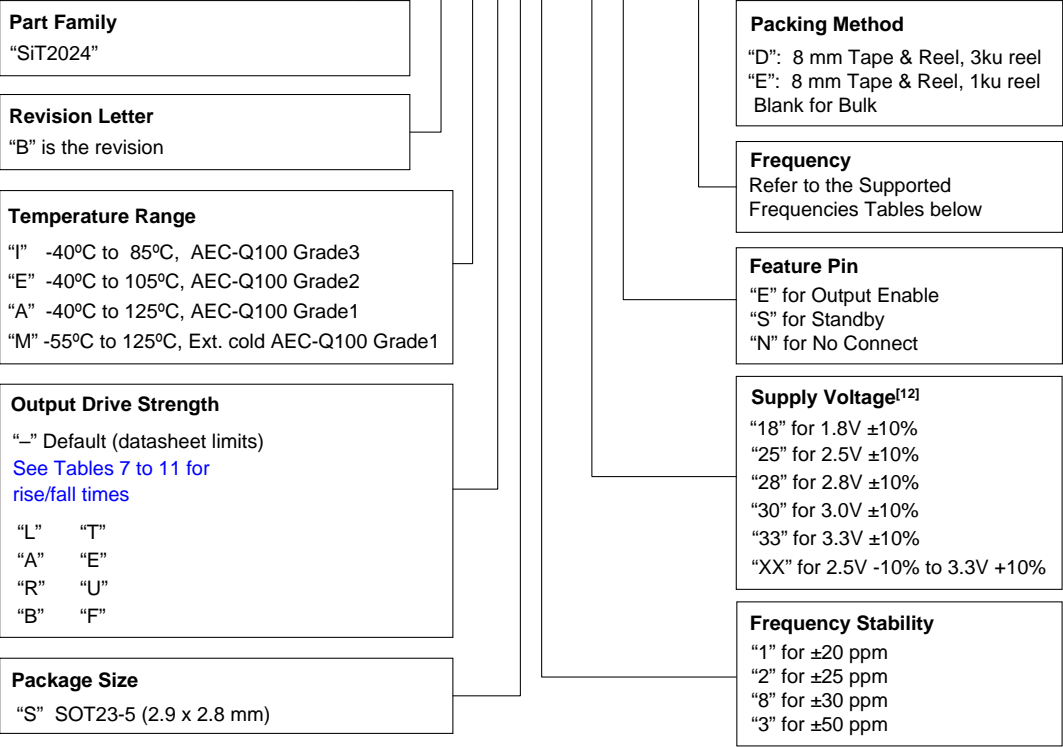 Part Family
“SiT2024”
Revision Letter
“B” is the revision
Temperature Range
“I” -40ºC to 85ºC, AEC-Q100 Grade3
“E” -40ºC to 105ºC, AEC-Q100 Grade2
“A” -40ºC to 125ºC, AEC-Q100 Grade1
“M” -55ºC to 125ºC, Ext. cold AEC-Q100 Grade1
Output Drive Strength
“–” Default (datasheet limits)
See Tables 7 to 11 for
rise/fall times
“L” “T”
“A” “E”
“R” “U”
“B” “F”
Package Size
“S” SOT23-5 (2.9 x 2.8 mm)
Packing Method
“D”: 8 mm Tape & Reel, 3ku reel
“E”: 8 mm Tape & Reel, 1ku reel
Blank for Bulk
Frequency
Refer to the Supported
Frequencies Tables below
Feature Pin
“E” for Output Enable
“S” for Standby
“N” for No Connect
Supply Voltage[12]
“18” for 1.8V ±10%
“25” for 2.5V ±10%
“28” for 2.8V ±10%
“30” for 3.0V ±10%
“33” for 3.3V ±10%
“XX” for 2.5V -10% to 3.3V +10%
Frequency Stability
“1” for ±20 ppm
“2” for ±25 ppm
“8” for ±30 ppm
“3” for ±50 ppm